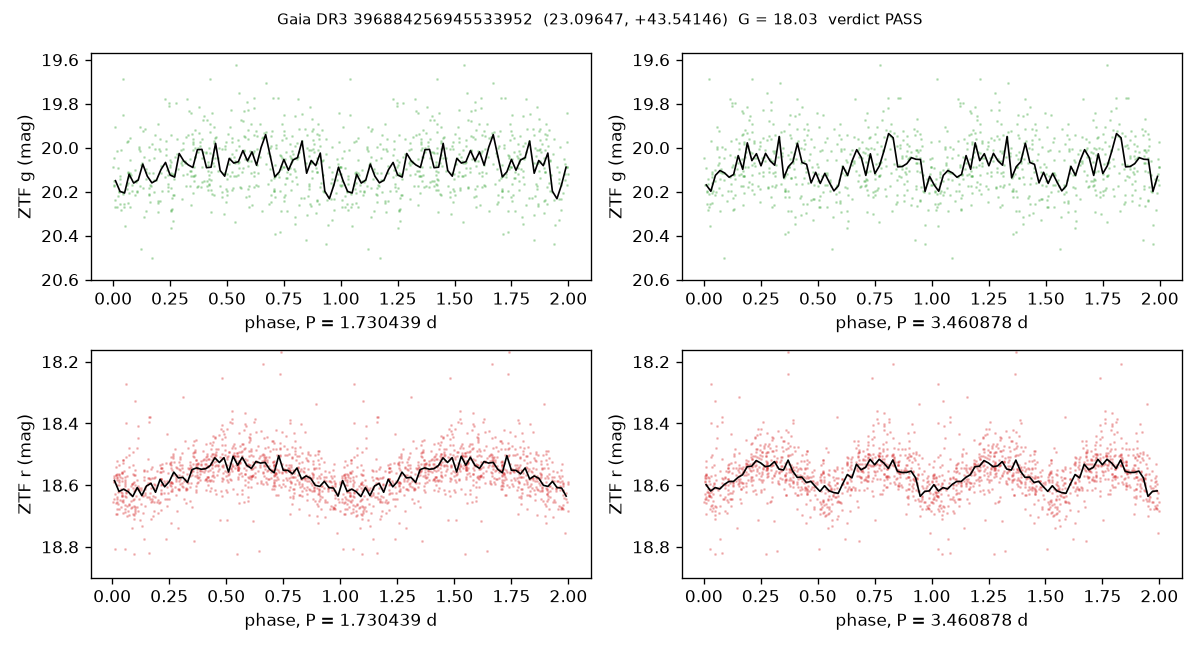 Gaia DR3 396884256945533952 (23.09647, +43.54146) G = 18.03 verdict PASS
ZTF g (mag)
19.6
19.8
20.0
20.2
20.4
20.6
0.00 0.25 0.50 0.75 1.00 1.25 1.50 1.75 2.00
phase, P = 1.730439 d
ZTF g (mag)
19.6
19.8
20.0
20.2
20.4
20.6
0.00 0.25 0.50 0.75 1.00 1.25 1.50 1.75 2.00
phase, P = 3.460878 d
ZTF r (mag)
18.2
18.4
18.6
18.8
0.00 0.25 0.50 0.75 1.00 1.25 1.50 1.75 2.00
phase, P = 1.730439 d
ZTF r (mag)
18.2
18.4
18.6
18.8
0.00 0.25 0.50 0.75 1.00 1.25 1.50 1.75 2.00
phase, P = 3.460878 d